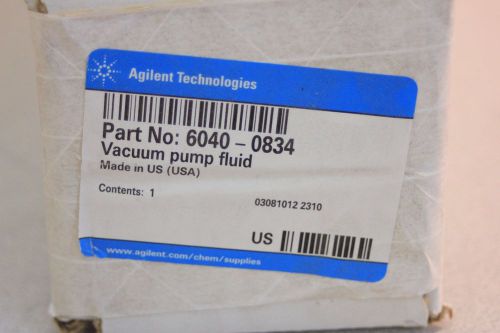 Agilent Technologies
Part No: 6040 – 0834
Vacuum pump fluid
Made in US (USA)
Contents: 1
03081012 2310
US
www.agilent.com/chem/supplies